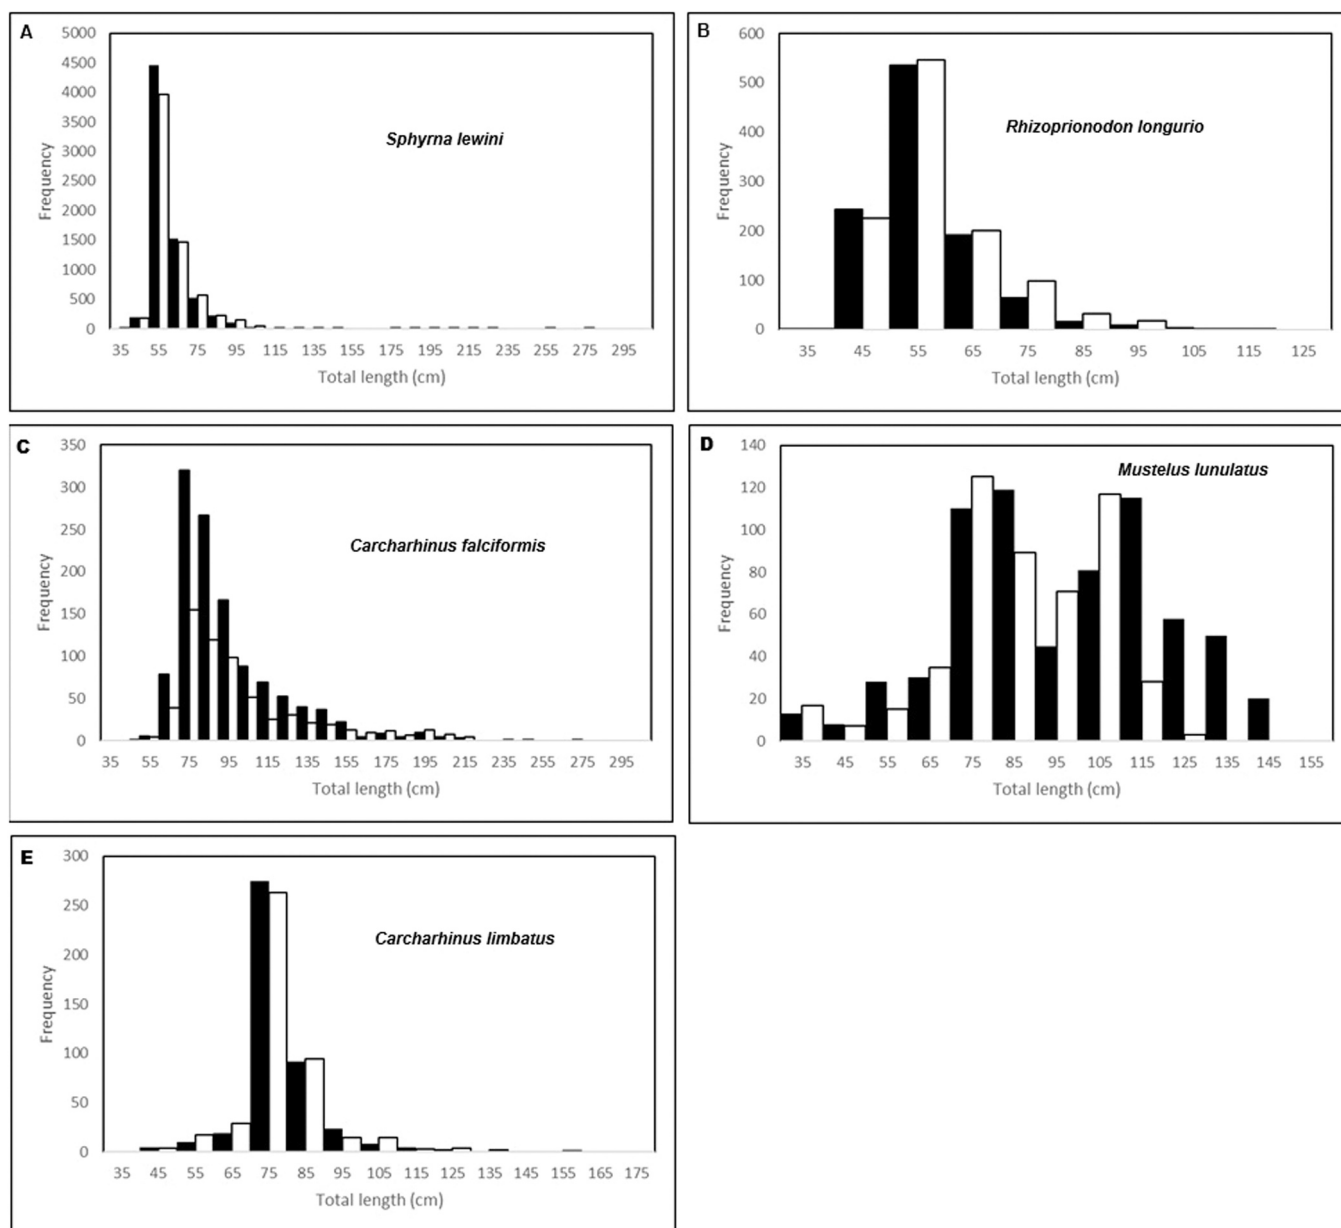 A
5000
4500
4000
3500
3000
2500
2000
1500
1000
500
0
Frequency
Sphyrna lewini
35 55 75 95 115 135 155 175 195 215 235 255 275 295
Total length (cm)
B
600
500
400
300
200
100
0
Frequency
Rhizoprionodon longurio
35 45 55 65 75 85 95 105 115 125
Total length (cm)
C
350
300
250
200
150
100
50
0
Frequency
Carcharhinus falciformis
35 55 75 95 115 135 155 175 195 215 235 255 275 295
Total length (cm)
D
140
120
100
80
60
40
20
0
Frequency
Mustelus lunulatus
35 45 55 65 75 85 95 105 115 125 135 145 155
Total length (cm)
E
300
250
200
150
100
50
0
Frequency
Carcharhinus limbatus
35 45 55 65 75 85 95 105 115 125 135 145 155 165 175
Total length (cm)